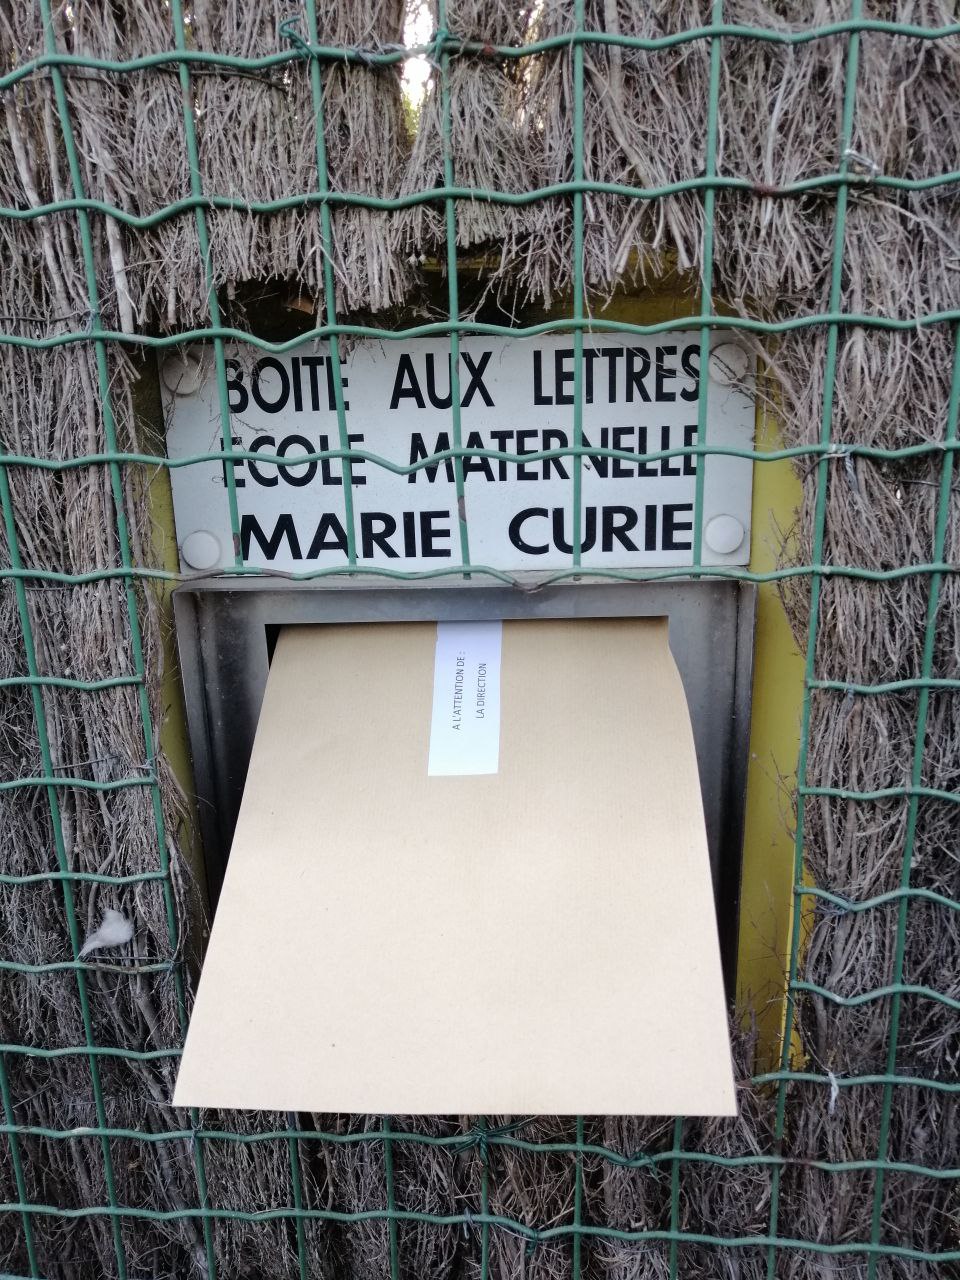 BOITE AUX LETTRES
ECOLE MATERNELLE
MARIE CURIE
A L'ATTENTION DE :
LA DIRECTION